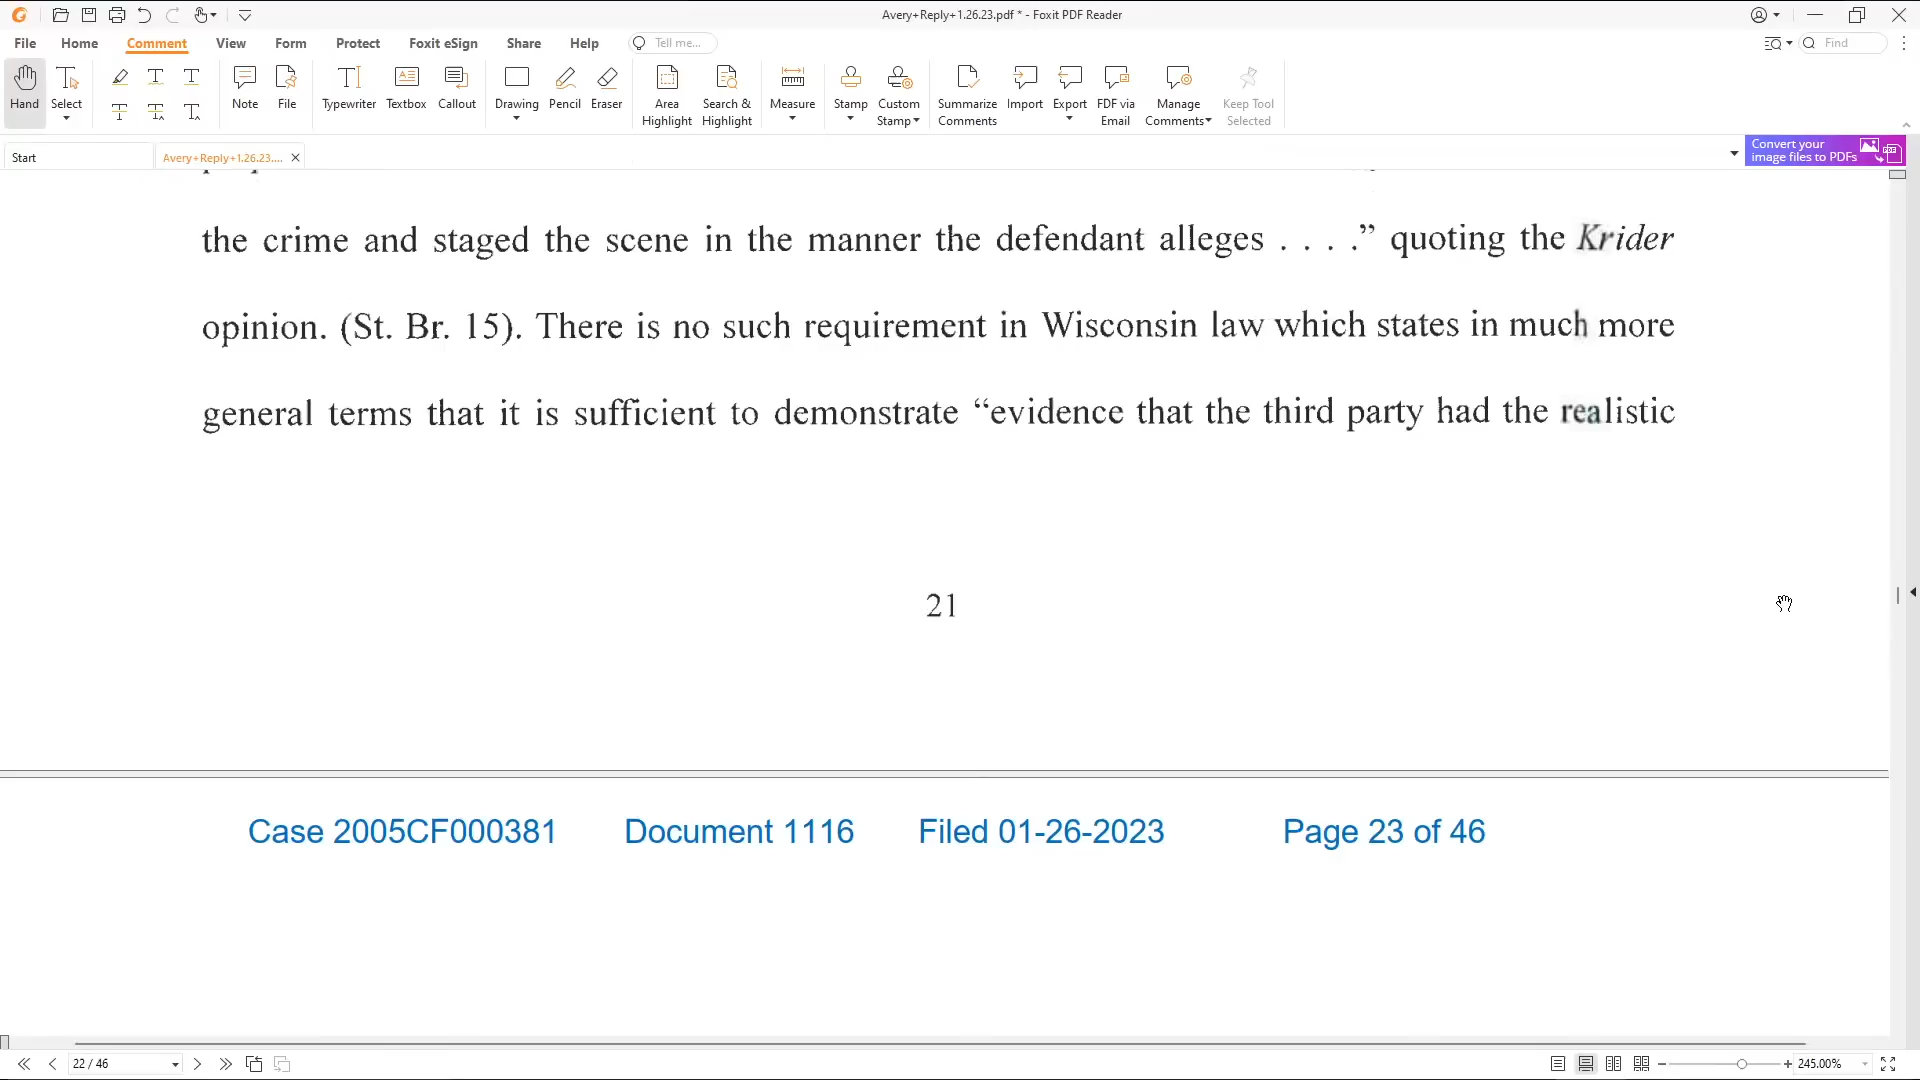 Avery+Reply+1.26.23.pdf * - Foxit PDF Reader
File Home Comment View Form Protect Foxit eSign Share Help Tell me... Find
Hand Select Note File Typewriter Textbox Callout Drawing Pencil Eraser Area Highlight Search & Highlight Measure Stamp Custom Stamp Summarize Comments Import Export FDF via Email Manage Comments Keep Tool Selected
Start Avery+Reply+1.26.23.... Convert your image files to PDFs
the crime and staged the scene in the manner the defendant alleges . . . .” quoting the Krider
opinion. (St. Br. 15). There is no such requirement in Wisconsin law which states in much more
general terms that it is sufficient to demonstrate “evidence that the third party had the realistic
21
Case 2005CF000381 Document 1116 Filed 01-26-2023 Page 23 of 46
22 / 46 245.00%